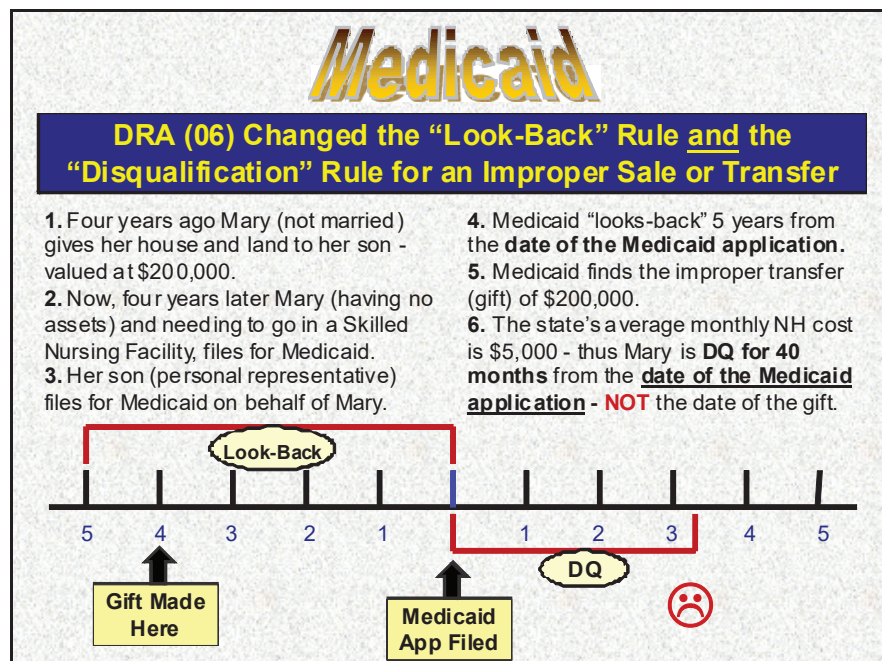 Medicaid
DRA (06) Changed the “Look-Back” Rule and the
“Disqualification” Rule for an Improper Sale or Transfer
1. Four years ago Mary (not married)
gives her house and land to her son -
valued at $200,000.
2. Now, four years later Mary (having no
assets) and needing to go in a Skilled
Nursing Facility, files for Medicaid.
3. Her son (personal representative)
files for Medicaid on behalf of Mary.
4. Medicaid “looks-back” 5 years from
the date of the Medicaid application.
5. Medicaid finds the improper transfer
(gift) of $200,000.
6. The state’s average monthly NH cost
is $5,000 - thus Mary is DQ for 40
months from the date of the Medicaid
application - NOT the date of the gift.
Look-Back
5 4 3 2 1 1 2 3 4 5
DQ
Gift Made
Here
Medicaid
App Filed